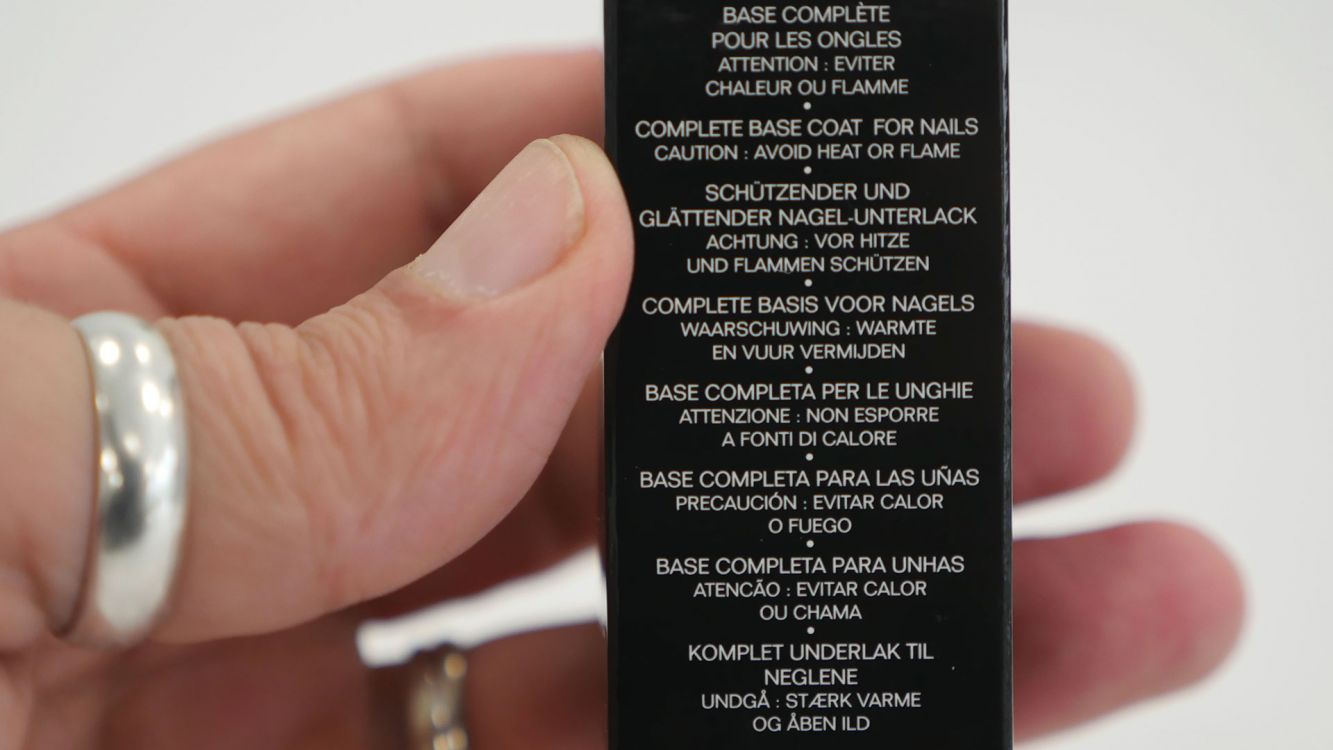 BASE COMPLÈTE
POUR LES ONGLES
ATTENTION : EVITER
CHALEUR OU FLAMME
•
COMPLETE BASE COAT FOR NAILS
CAUTION : AVOID HEAT OR FLAME
•
SCHÜTZENDER UND
GLÄTTENDER NAGEL-UNTERLACK
ACHTUNG : VOR HITZE
UND FLAMMEN SCHÜTZEN
•
COMPLETE BASIS VOOR NAGELS
WAARSCHUWING : WARMTE
EN VUUR VERMIJDEN
•
BASE COMPLETA PER LE UNGHIE
ATTENZIONE : NON ESPORRE
A FONTI DI CALORE
•
BASE COMPLETA PARA LAS UÑAS
PRECAUCIÓN : EVITAR CALOR
O FUEGO
•
BASE COMPLETA PARA UNHAS
ATENCÃO : EVITAR CALOR
OU CHAMA
•
KOMPLET UNDERLAK TIL
NEGLENE
UNDGÅ : STÆRK VARME
OG ÅBEN ILD